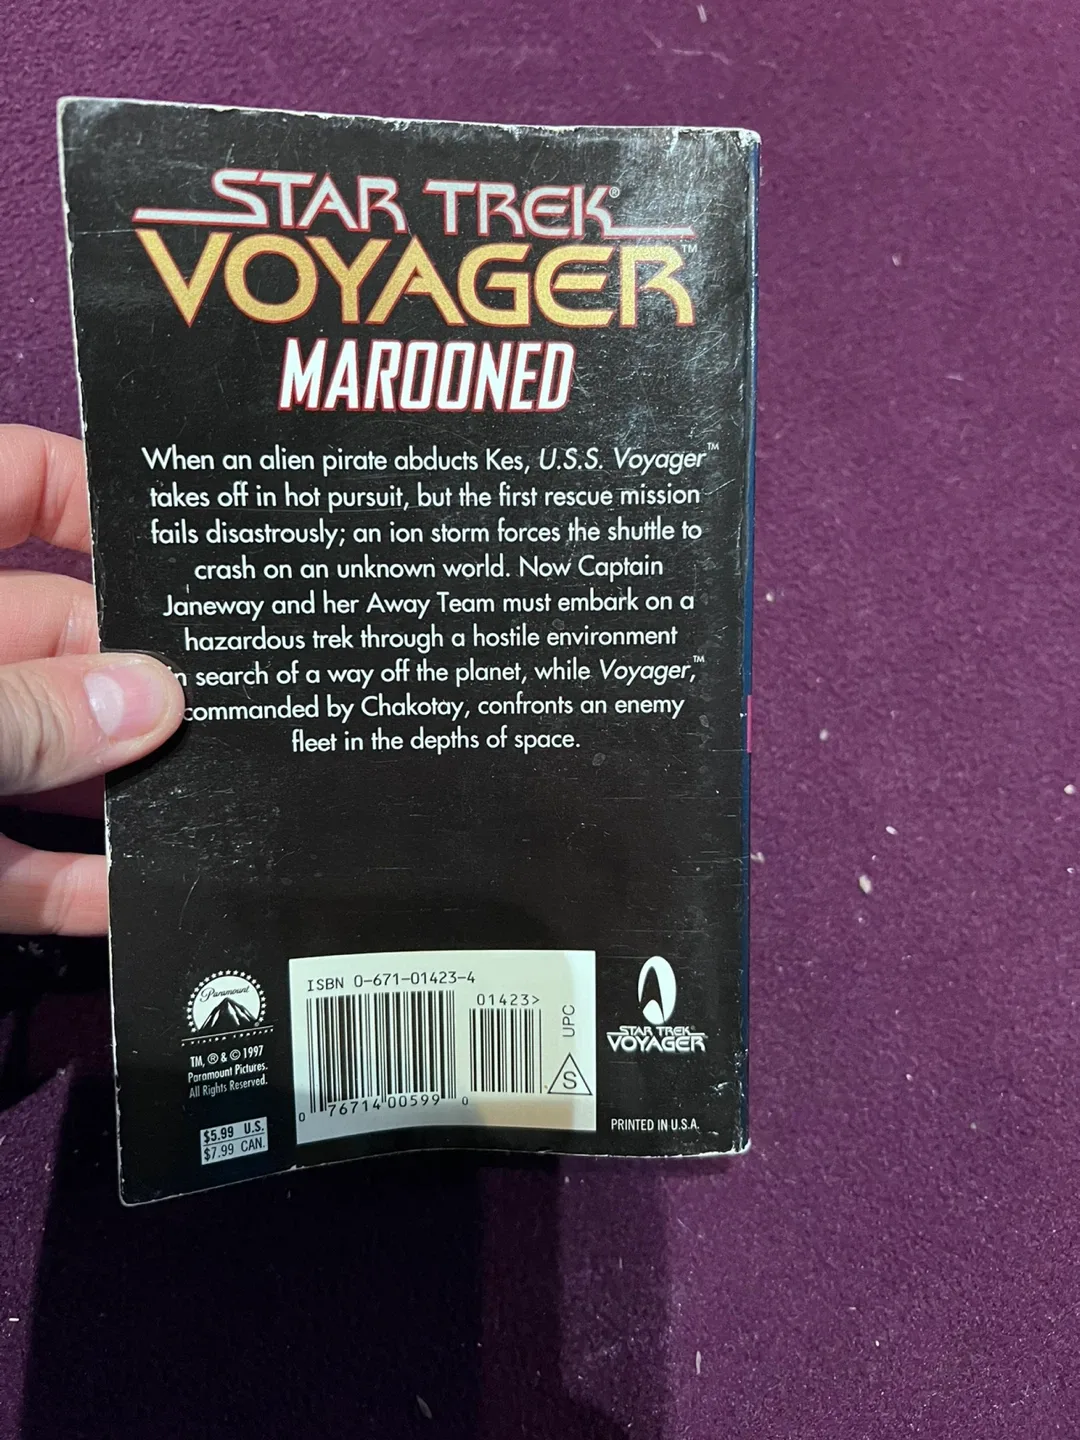 STAR TREK®
VOYAGER™
MAROONED
When an alien pirate abducts Kes, U.S.S. Voyager™
takes off in hot pursuit, but the first rescue mission
fails disastrously; an ion storm forces the shuttle to
crash on an unknown world. Now Captain
Janeway and her Away Team must embark on a
hazardous trek through a hostile environment
n search of a way off the planet, while Voyager,™
commanded by Chakotay, confronts an enemy
fleet in the depths of space.
Paramount
TM, ® & © 1997
Paramount Pictures.
All Rights Reserved.
$5.99 U.S.
$7.99 CAN.
ISBN 0-671-01423-4
01423>
0 76714 00599 0
UPC
S
STAR TREK
VOYAGER
PRINTED IN U.S.A.